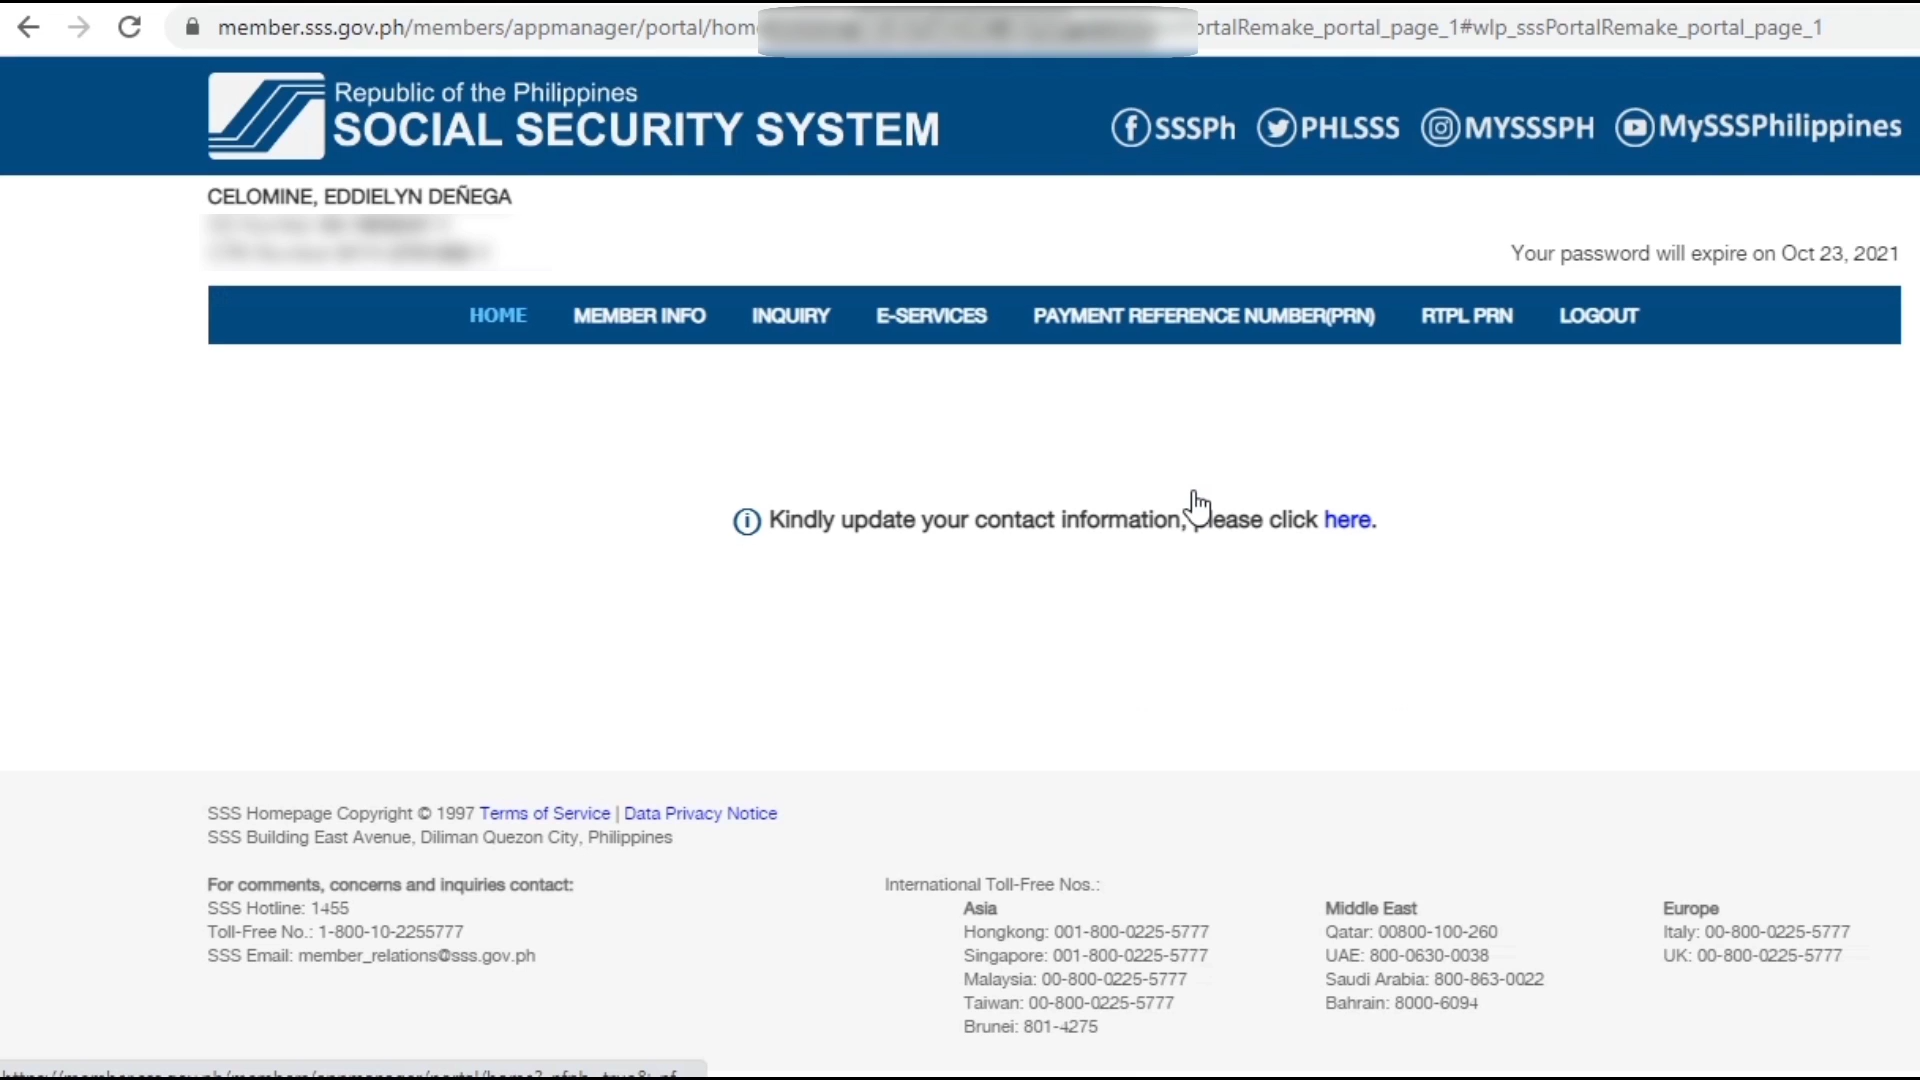 member.sss.gov.ph/members/appmanager/portal/hom ortalRemake_portal_page_1#wlp_sssPortalRemake_portal_page_1
Republic of the Philippines
SOCIAL SECURITY SYSTEM
SSSPh PHLSSS MYSSSPH MySSSPhilippines
CELOMINE, EDDIELYN DEÑEGA
Your password will expire on Oct 23, 2021
HOME MEMBER INFO INQUIRY E-SERVICES PAYMENT REFERENCE NUMBER(PRN) RTPL PRN LOGOUT
Kindly update your contact information, please click here.
SSS Homepage Copyright © 1997 Terms of Service | Data Privacy Notice
SSS Building East Avenue, Diliman Quezon City, Philippines
For comments, concerns and inquiries contact:
SSS Hotline: 1455
Toll-Free No.: 1-800-10-2255777
SSS Email: member_relations@sss.gov.ph
International Toll-Free Nos.:
Asia
Hongkong: 001-800-0225-5777
Singapore: 001-800-0225-5777
Malaysia: 00-800-0225-5777
Taiwan: 00-800-0225-5777
Brunei: 801-4275
Middle East
Qatar: 00800-100-260
UAE: 800-0630-0038
Saudi Arabia: 800-863-0022
Bahrain: 8000-6094
Europe
Italy: 00-800-0225-5777
UK: 00-800-0225-5777